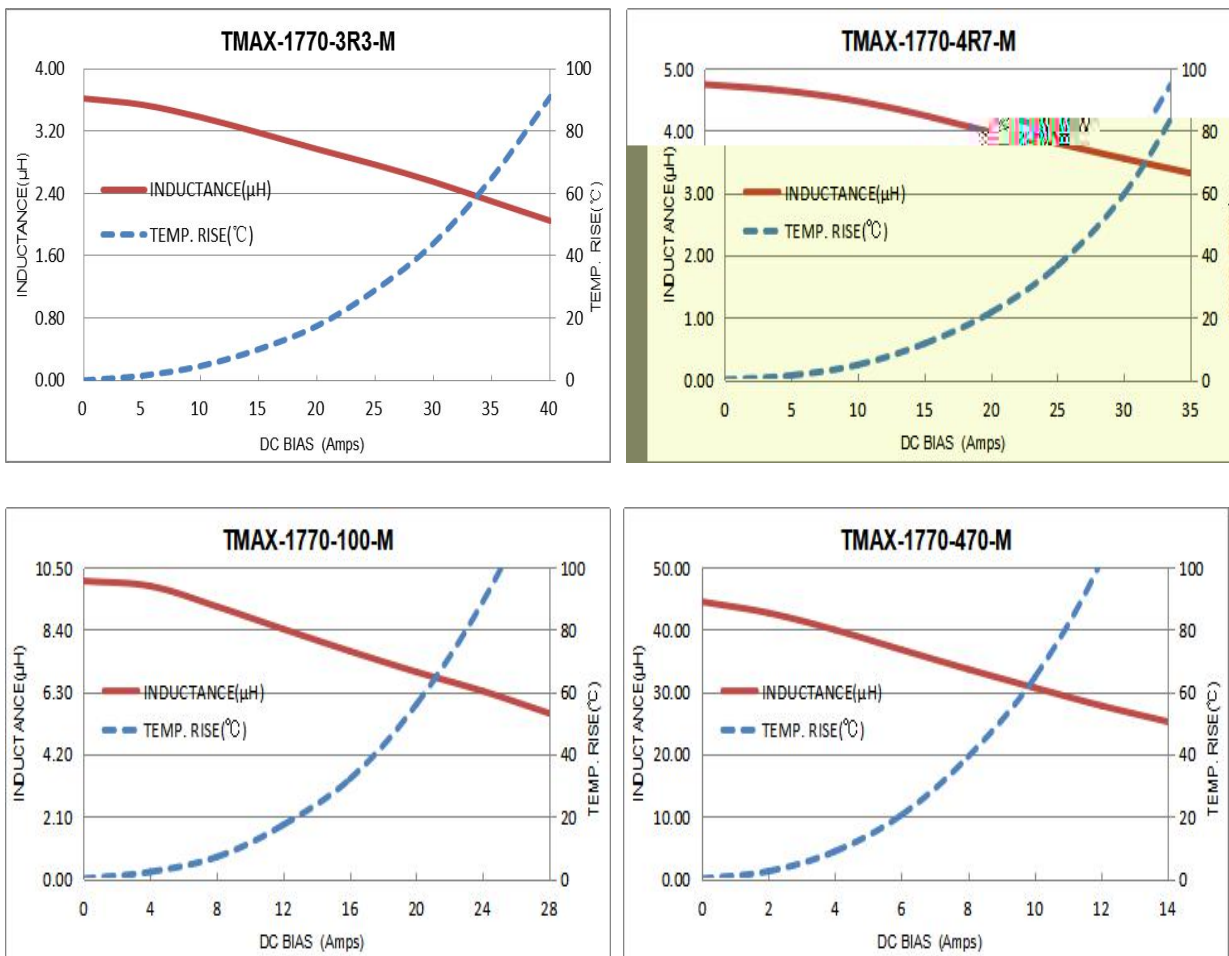 TMAX-1770-3R3-M
4.00
3.20
2.40
1.60
0.80
0.00
INDUCTANCE(μH)
100
80
60
40
20
0
TEMP. RISE(℃)
INDUCTANCE(μH)
TEMP. RISE(℃)
0 5 10 15 20 25 30 35 40
DC BIAS (Amps)
TMAX-1770-4R7-M
5.00
4.00
3.00
2.00
1.00
0.00
INDUCTANCE(μH)
100
80
60
40
20
0
INDUCTANCE(μH)
TEMP. RISE(℃)
0 5 10 15 20 25 30 35
DC BIAS (Amps)
TMAX-1770-100-M
10.50
8.40
6.30
4.20
2.10
0.00
INDUCTANCE(μH)
100
80
60
40
20
0
TEMP. RISE(℃)
INDUCTANCE(μH)
TEMP. RISE(℃)
0 4 8 12 16 20 24 28
DC BIAS (Amps)
TMAX-1770-470-M
50.00
40.00
30.00
20.00
10.00
0.00
INDUCTANCE(μH)
100
80
60
40
20
0
TEMP. RISE(℃)
INDUCTANCE(μH)
TEMP. RISE(℃)
0 2 4 6 8 10 12 14
DC BIAS (Amps)